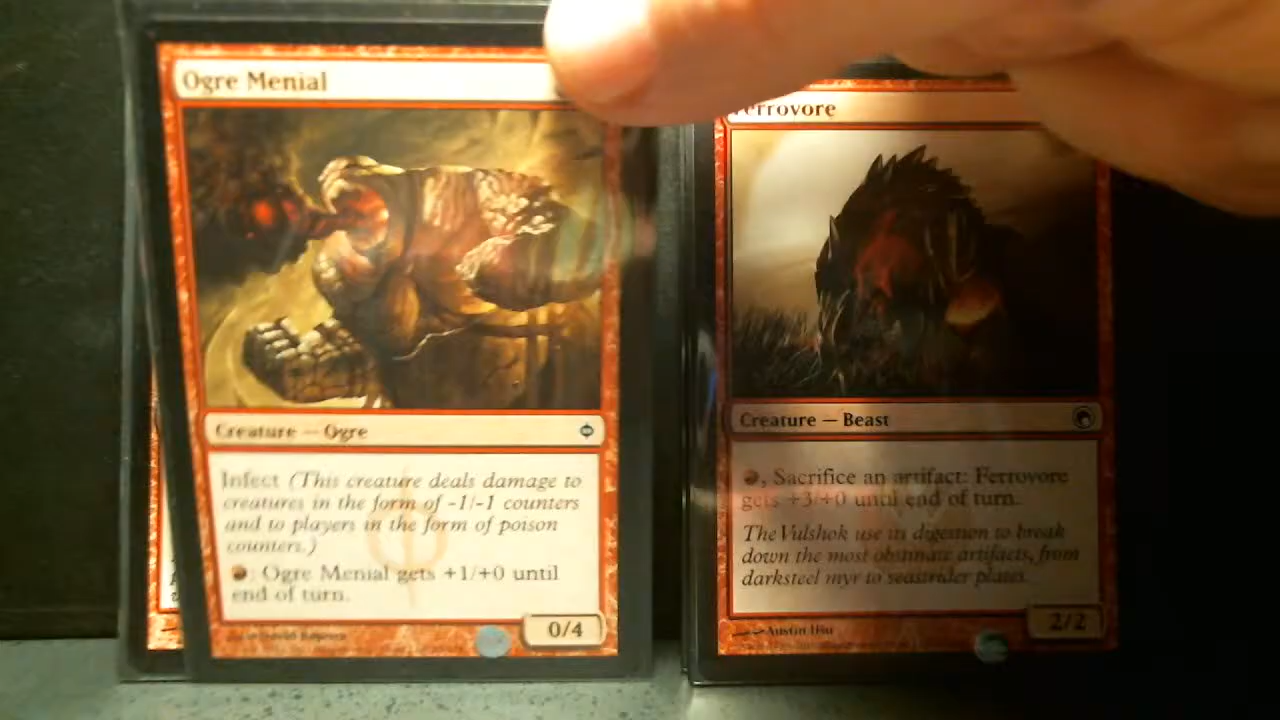 Ogre Menial
Creature — Ogre
Infect (This creature deals damage to
creatures in the form of -1/-1 counters
and to players in the form of poison
counters.)
: Ogre Menial gets +1/+0 until
end of turn.
0/4
Ferrovore
Creature — Beast
, Sacrifice an artifact: Ferrovore
gets +3/+0 until end of turn.
The Vulshok use its digestion to break
down the most obstinate artifacts, from
darksteel myr to seastrider plates.
Austin Hsu
2/2